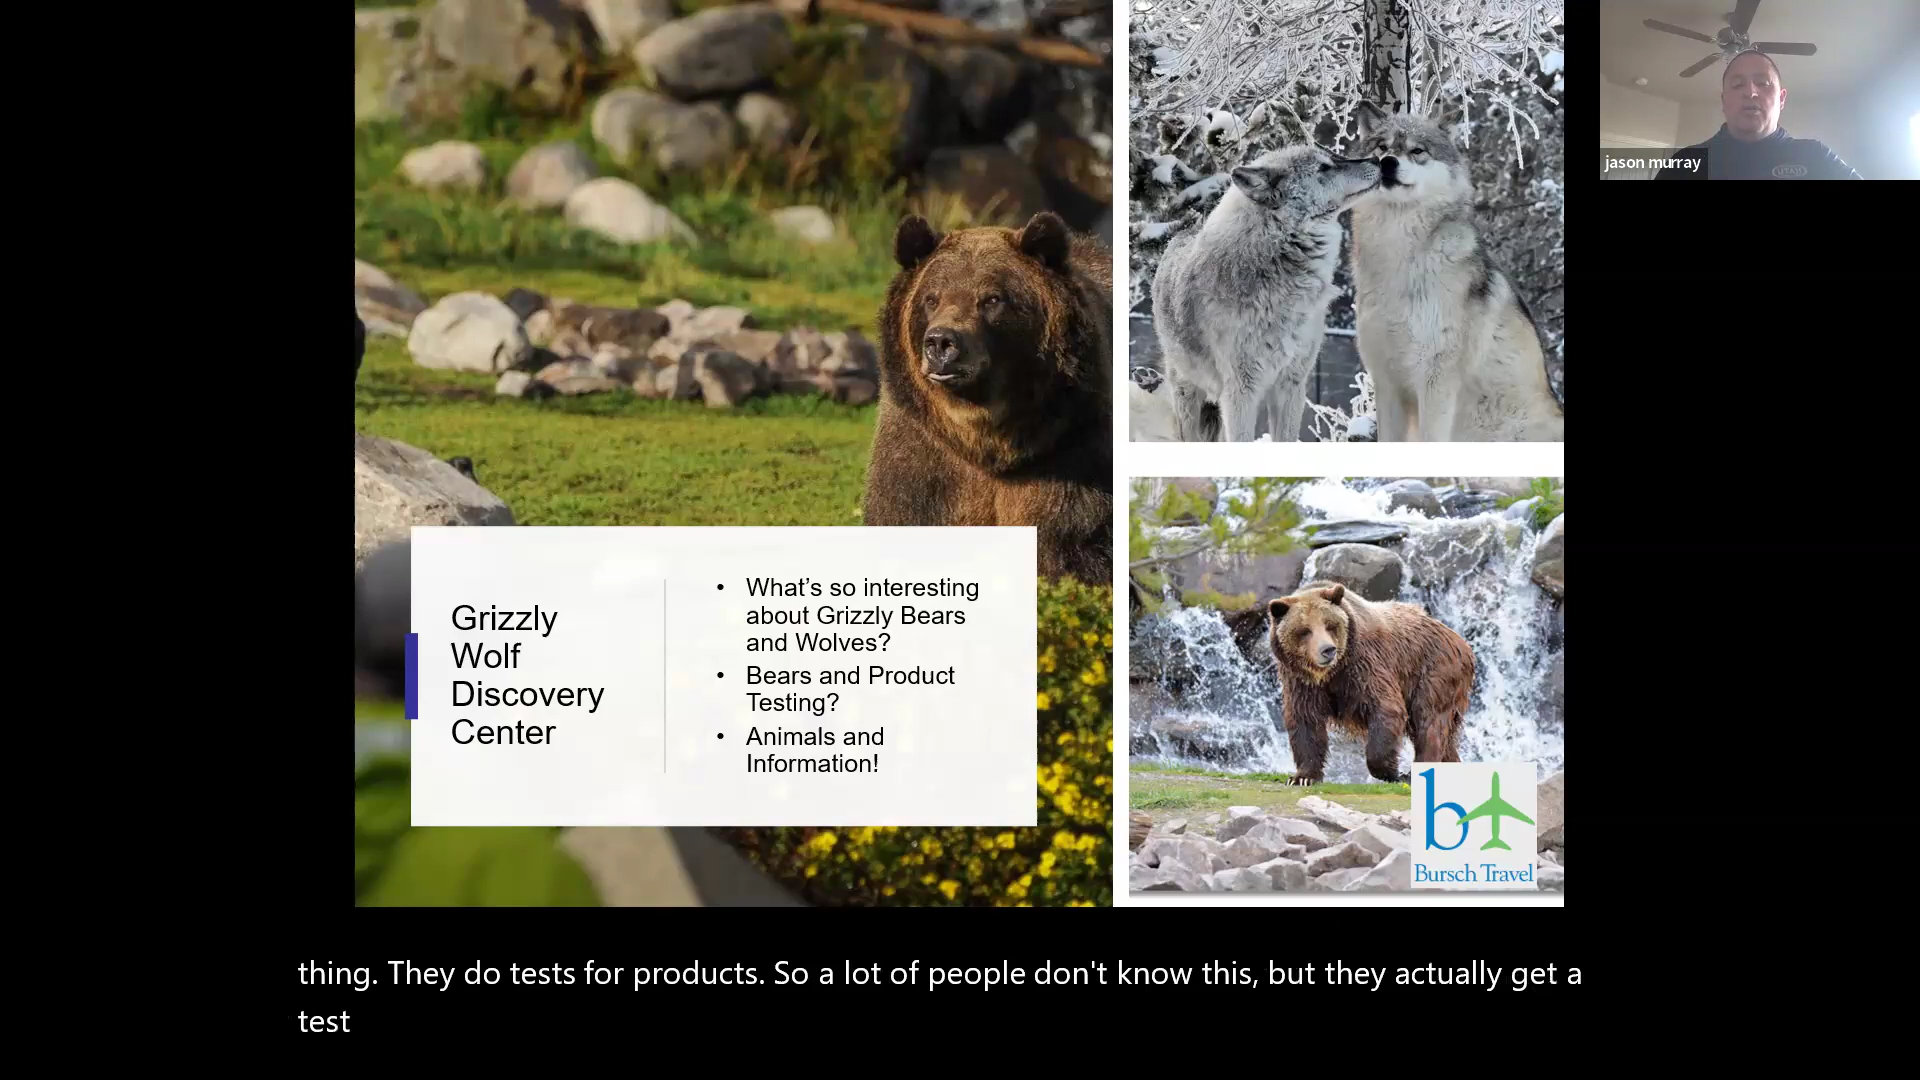 jason murray
Grizzly
Wolf
Discovery
Center
• What’s so interesting
about Grizzly Bears
and Wolves?
• Bears and Product
Testing?
• Animals and
Information!
b
Bursch Travel
UTAH
thing. They do tests for products. So a lot of people don't know this, but they actually get a
test